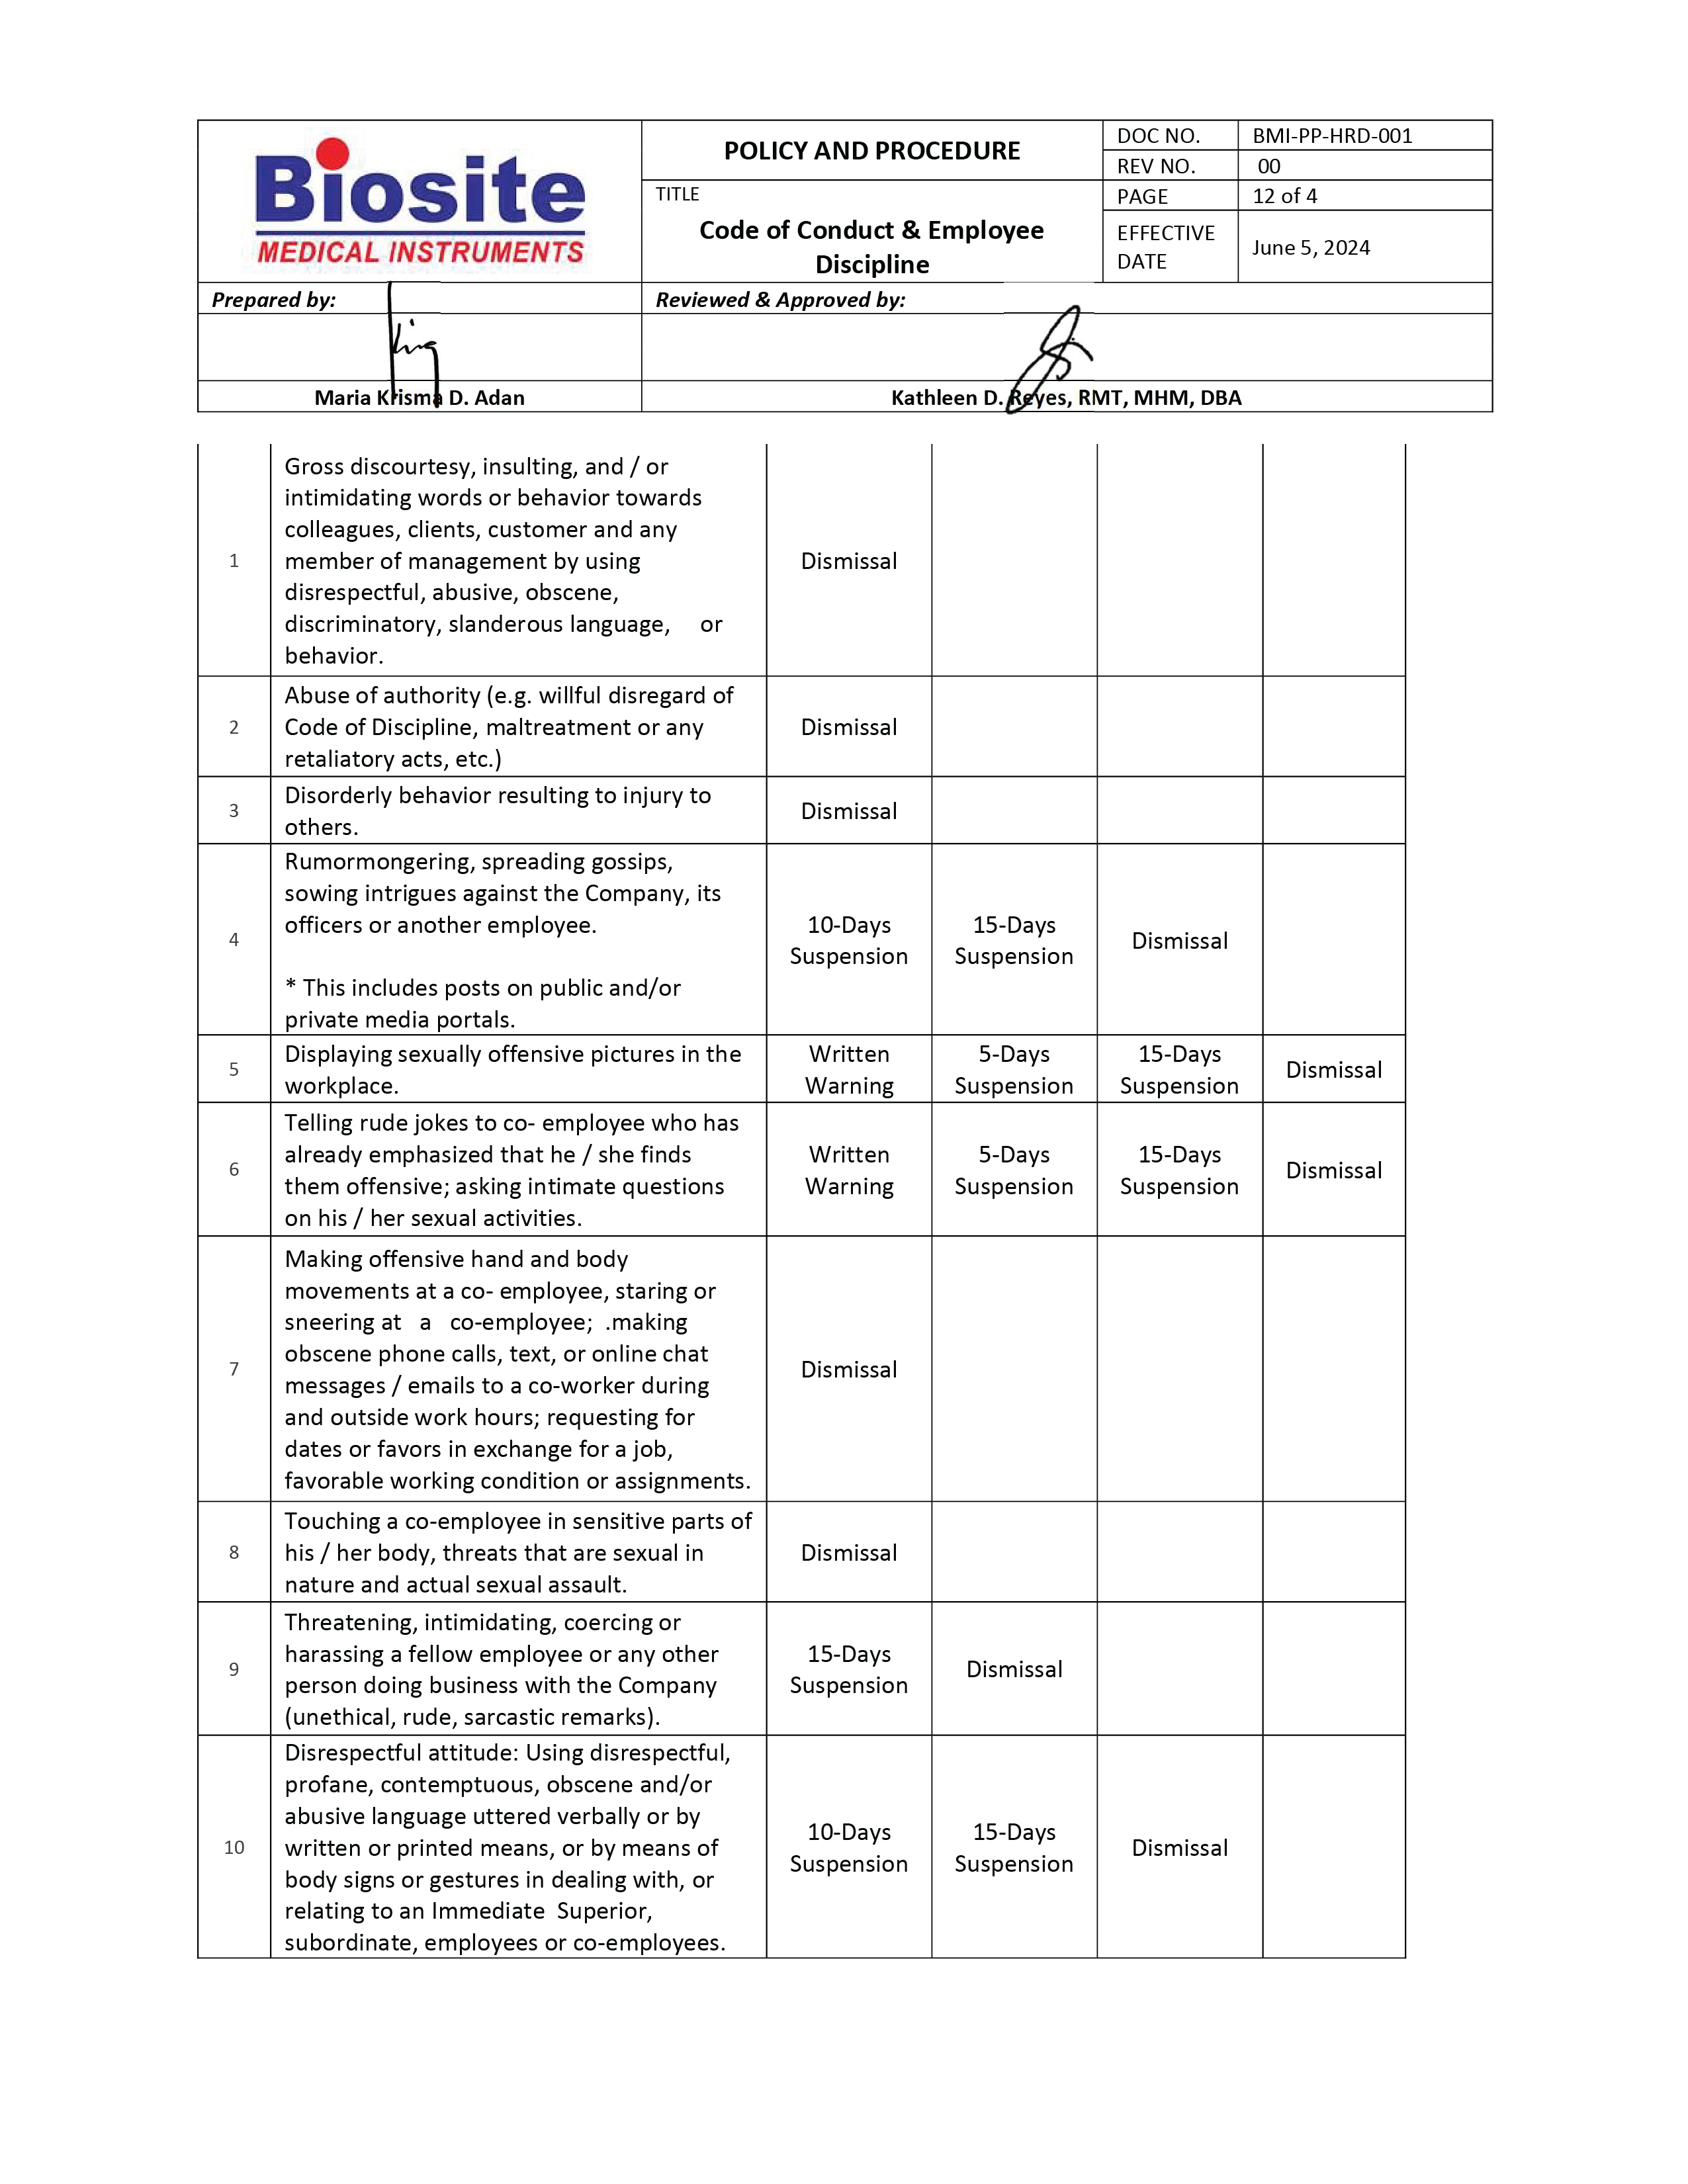 Biosite
MEDICAL INSTRUMENTS
POLICY AND PROCEDURE
DOC NO.
BMI-PP-HRD-001
REV NO.
00
TITLE
Code of Conduct & Employee
Discipline
PAGE
12 of 4
EFFECTIVE
DATE
June 5, 2024
Prepared by:
Reviewed & Approved by:
Maria Krisma D. Adan
Kathleen D. Reyes, RMT, MHM, DBA
1
Gross discourtesy, insulting, and / or
intimidating words or behavior towards
colleagues, clients, customer and any
member of management by using
disrespectful, abusive, obscene,
discriminatory, slanderous language, or
behavior.
Dismissal
2
Abuse of authority (e.g. willful disregard of
Code of Discipline, maltreatment or any
retaliatory acts, etc.)
Dismissal
3
Disorderly behavior resulting to injury to
others.
Dismissal
4
Rumormongering, spreading gossips,
sowing intrigues against the Company, its
officers or another employee.
* This includes posts on public and/or
private media portals.
10-Days
Suspension
15-Days
Suspension
Dismissal
5
Displaying sexually offensive pictures in the
workplace.
Written
Warning
5-Days
Suspension
15-Days
Suspension
Dismissal
6
Telling rude jokes to co- employee who has
already emphasized that he / she finds
them offensive; asking intimate questions
on his / her sexual activities.
Written
Warning
5-Days
Suspension
15-Days
Suspension
Dismissal
7
Making offensive hand and body
movements at a co- employee, staring or
sneering at a co-employee; .making
obscene phone calls, text, or online chat
messages / emails to a co-worker during
and outside work hours; requesting for
dates or favors in exchange for a job,
favorable working condition or assignments.
Dismissal
8
Touching a co-employee in sensitive parts of
his / her body, threats that are sexual in
nature and actual sexual assault.
Dismissal
9
Threatening, intimidating, coercing or
harassing a fellow employee or any other
person doing business with the Company
(unethical, rude, sarcastic remarks).
15-Days
Suspension
Dismissal
10
Disrespectful attitude: Using disrespectful,
profane, contemptuous, obscene and/or
abusive language uttered verbally or by
written or printed means, or by means of
body signs or gestures in dealing with, or
relating to an Immediate Superior,
subordinate, employees or co-employees.
10-Days
Suspension
15-Days
Suspension
Dismissal